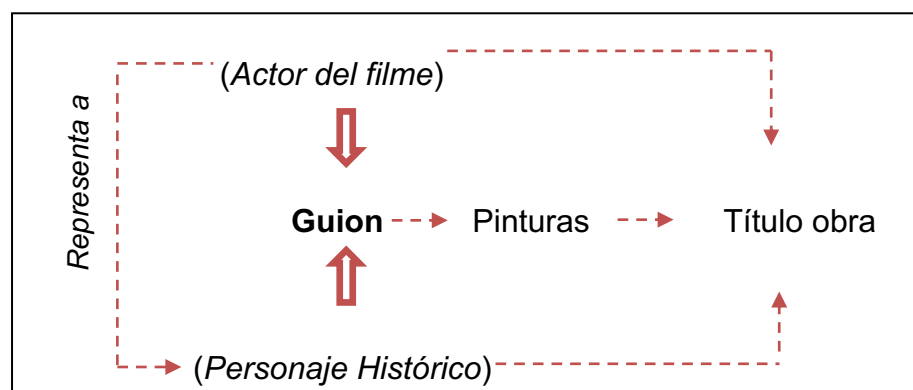 (Actor del filme)
Representa a
Guion
Pinturas
Título obra
(Personaje Histórico)